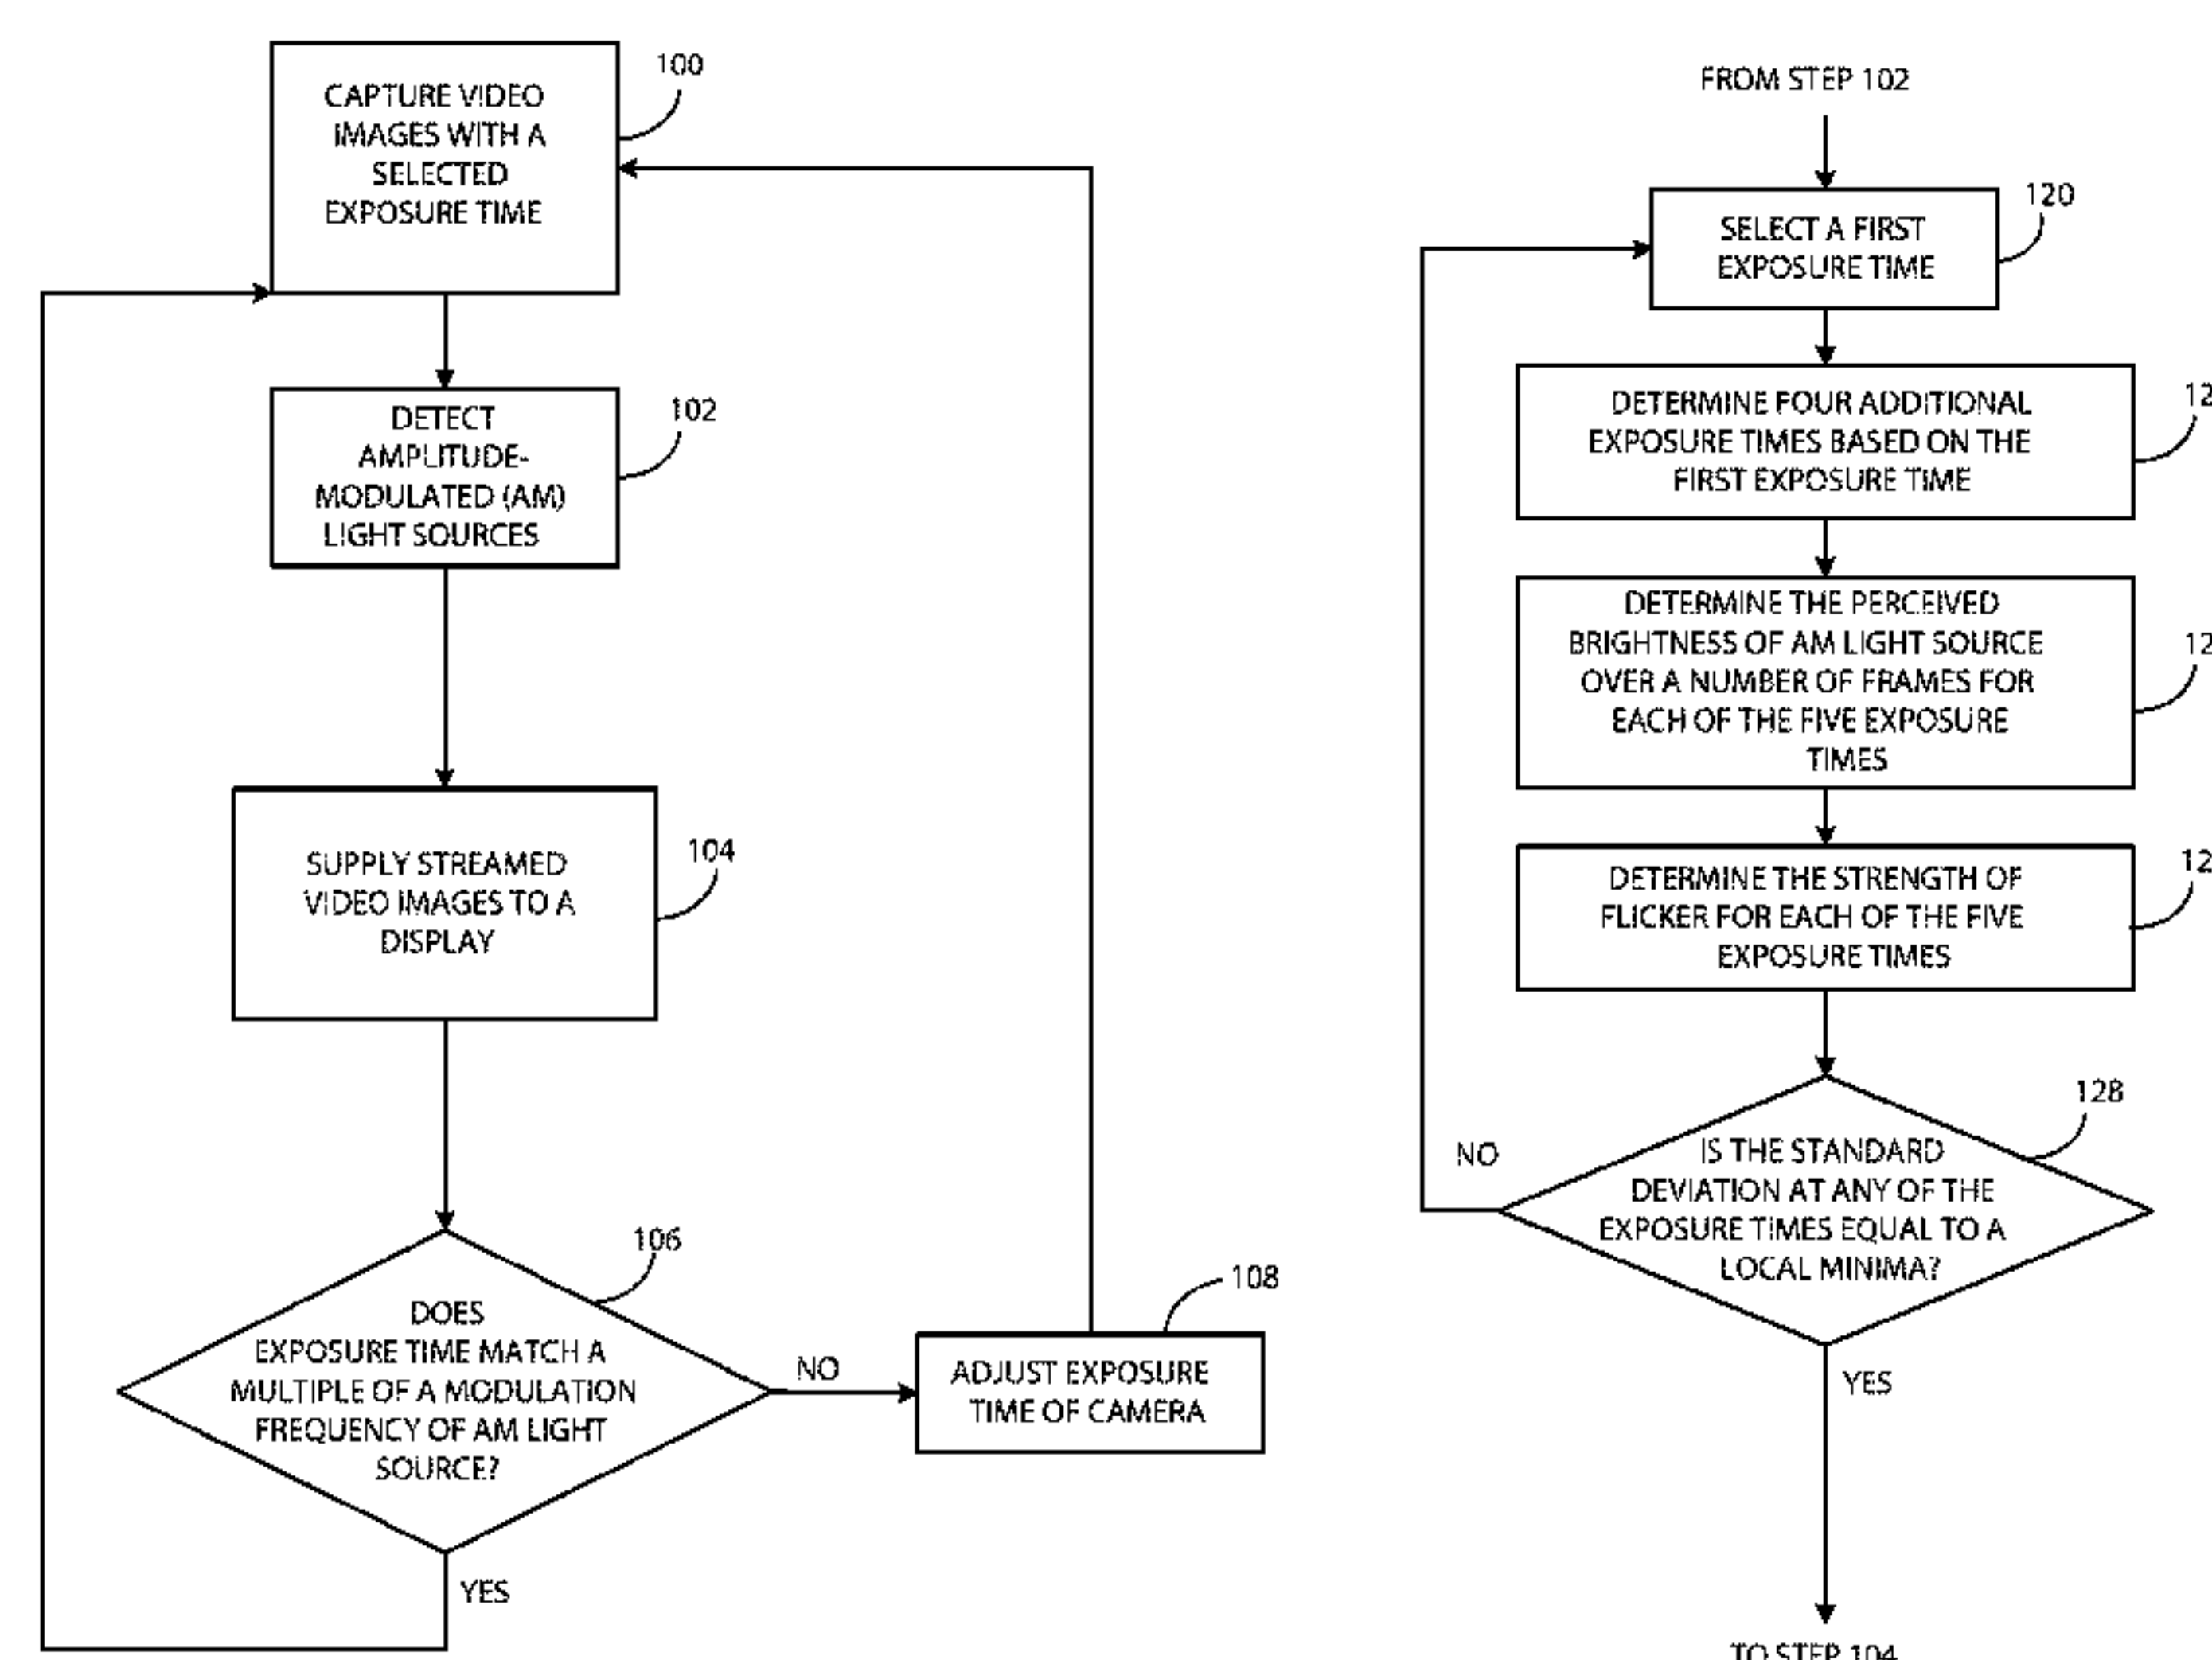 100
CAPTURE VIDEO
IMAGES WITH A
SELECTED
EXPOSURE TIME
102
DETECT
AMPLITUDE-
MODULATED (AM)
LIGHT SOURCES
104
SUPPLY STREAMED
VIDEO IMAGES TO A
DISPLAY
106
DOES
EXPOSURE TIME MATCH A
MULTIPLE OF A MODULATION
FREQUENCY OF AM LIGHT
SOURCE?
NO
108
ADJUST EXPOSURE
TIME OF CAMERA
YES
FROM STEP 102
120
SELECT A FIRST
EXPOSURE TIME
DETERMINE FOUR ADDITIONAL
EXPOSURE TIMES BASED ON THE
FIRST EXPOSURE TIME
DETERMINE THE PERCEIVED
BRIGHTNESS OF AM LIGHT SOURCE
OVER A NUMBER OF FRAMES FOR
EACH OF THE FIVE EXPOSURE
TIMES
DETERMINE THE STRENGTH OF
FLICKER FOR EACH OF THE FIVE
EXPOSURE TIMES
128
IS THE STANDARD
DEVIATION AT ANY OF THE
EXPOSURE TIMES EQUAL TO A
LOCAL MINIMA?
NO
YES
TO STEP 104